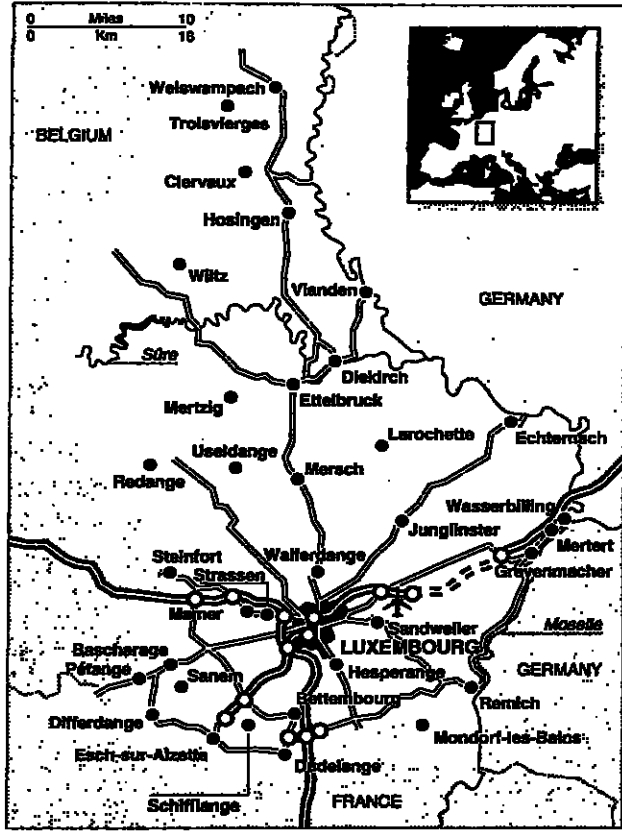 0 Miles 10
0 Km 16
Weiswampach
Troisvierges
BELGIUM
Clervaux
Hosingen
Wiltz
Vianden
GERMANY
Sûre
Diekirch
Ettelbruck
Mertzig
Larochette
Echternach
Useldange
Mersch
Redange
Wasserbillig
Junglinster
Mertert
Steinfort
Walferdange
Grevenmacher
Strassen
Mamer
Moselle
Sandweiler
LUXEMBOURG
Bascharage
Pétange
Hesperange
GERMANY
Sanem
Bettembourg
Remich
Differdange
Mondorf-les-Bains
Esch-sur-Alzette
Dudelange
Schifflange
FRANCE